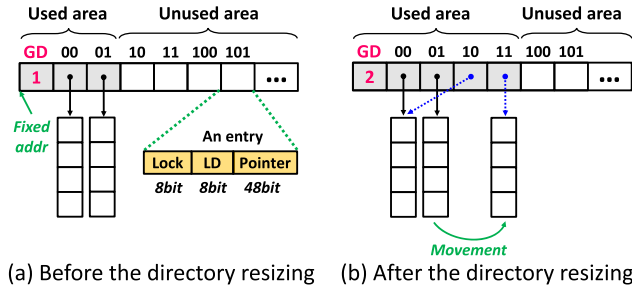 Used area
Unused area
GD 00 01 10 11 100 101
1 ...
Fixed
addr
An entry
Lock LD Pointer
8bit 8bit 48bit
(a) Before the directory resizing
Used area
Unused area
GD 00 01 10 11 100 101
2 ...
Movement
(b) After the directory resizing